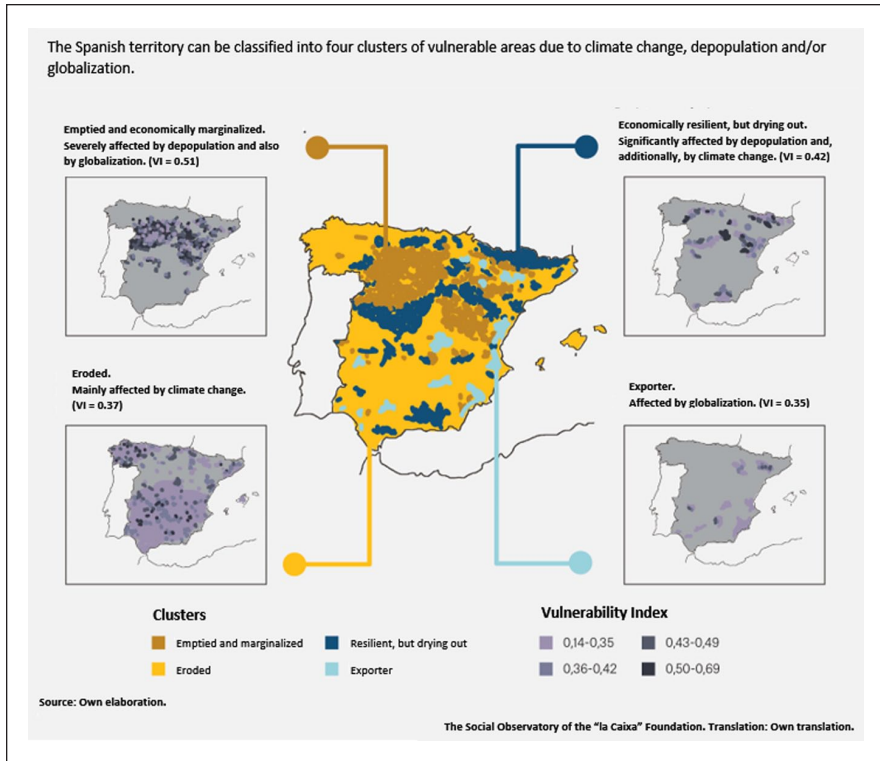 The Spanish territory can be classified into four clusters of vulnerable areas due to climate change, depopulation and/or
globalization.
Emptied and economically marginalized.
Severely affected by depopulation and also
by globalization. (VI = 0.51)
Economically resilient, but drying out.
Significantly affected by depopulation and,
additionally, by climate change. (VI = 0.42)
Eroded.
Mainly affected by climate change.
(VI = 0.37)
Exporter.
Affected by globalization. (VI = 0.35)
Clusters
Emptied and marginalized
Resilient, but drying out
Eroded
Exporter
Vulnerability Index
0,14-0,35
0,43-0,49
0,36-0,42
0,50-0,69
Source: Own elaboration.
The Social Observatory of the “la Caixa” Foundation. Translation: Own translation.